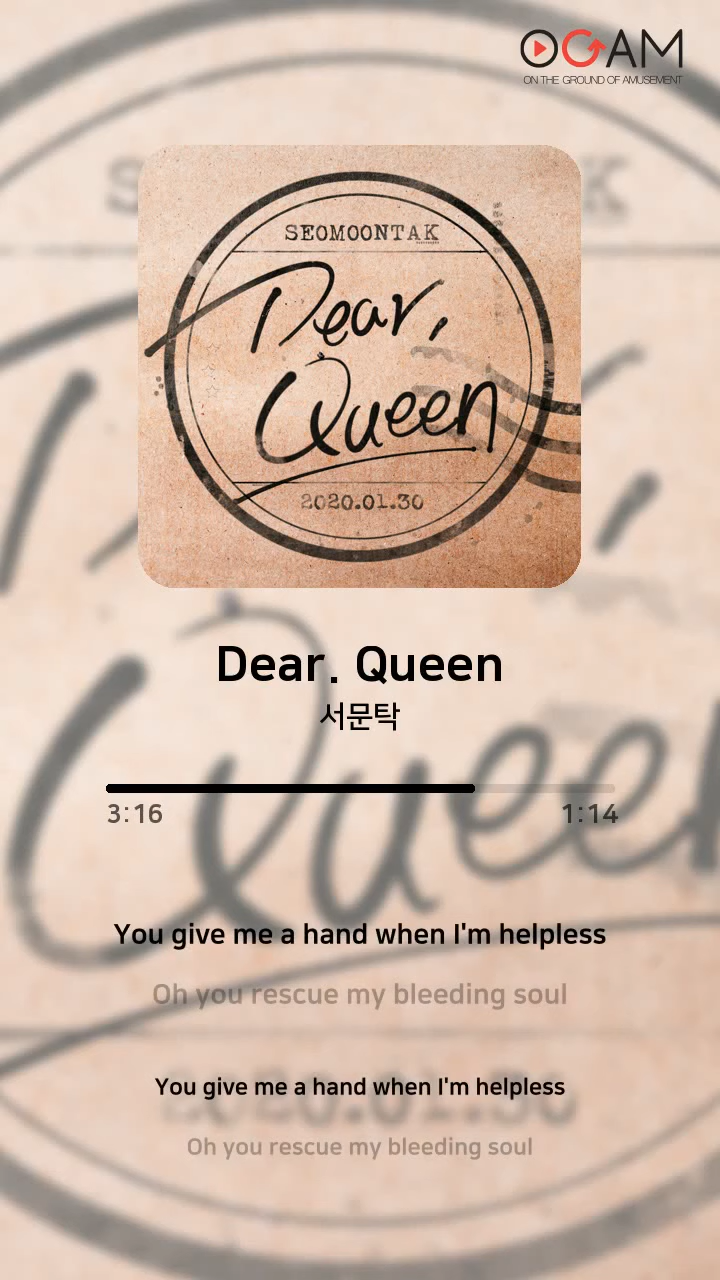 OGAM
ON THE GROUND OF AMUSEMENT
SEOMOONTAK
Dear,
Queen
2020.01.30
Dear. Queen
서문탁
3:16
1:14
You give me a hand when I'm helpless
Oh you rescue my bleeding soul
You give me a hand when I'm helpless
Oh you rescue my bleeding soul